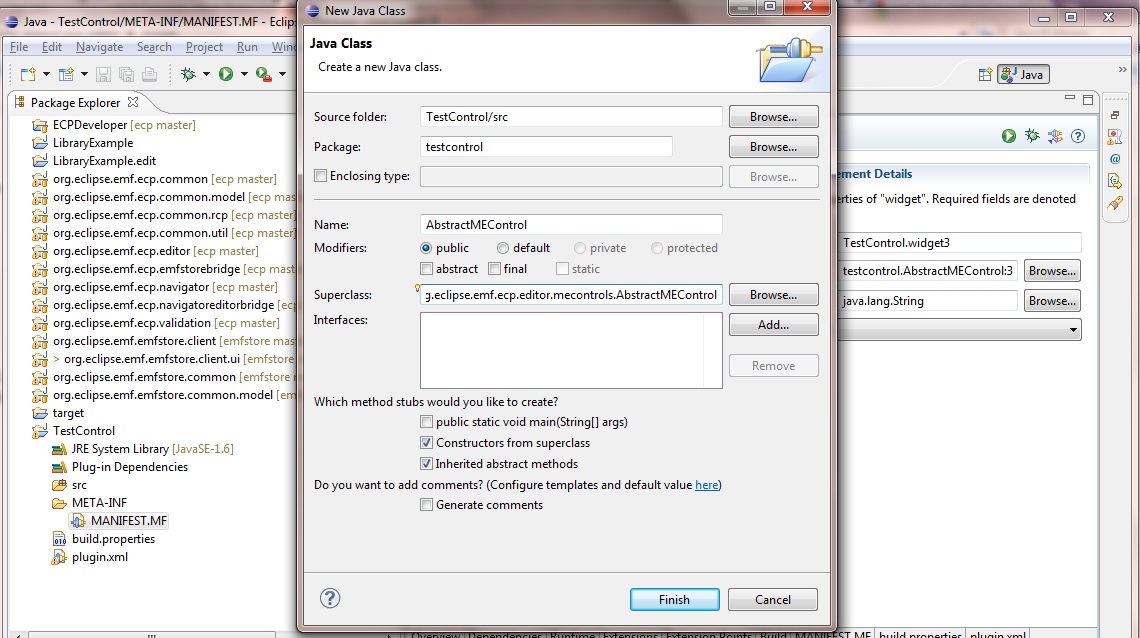 Java - TestControl/META-INF/MANIFEST.MF - Eclips
File Edit Navigate Search Project Run Wind
Java
Package Explorer
ECPDeveloper [ecp master]
LibraryExample
LibraryExample.edit
org.eclipse.emf.ecp.common [ecp master]
org.eclipse.emf.ecp.common.model [ecp mas
org.eclipse.emf.ecp.common.rcp [ecp master]
org.eclipse.emf.ecp.common.util [ecp master]
org.eclipse.emf.ecp.editor [ecp master]
org.eclipse.emf.ecp.emfstorebridge [ecp mast
org.eclipse.emf.ecp.navigator [ecp master]
org.eclipse.emf.ecp.navigatoreditorbridge [ecp
org.eclipse.emf.ecp.validation [ecp master]
org.eclipse.emf.emfstore.client [emfstore mas
> org.eclipse.emf.emfstore.client.ui [emfstore
org.eclipse.emf.emfstore.common [emfstore
org.eclipse.emf.emfstore.common.model [em
target
TestControl
JRE System Library [JavaSE-1.6]
Plug-in Dependencies
src
META-INF
MANIFEST.MF
build.properties
plugin.xml
New Java Class
Java Class
Create a new Java class.
Source folder: TestControl/src Browse...
Package: testcontrol Browse...
Enclosing type: Browse...
Name: AbstractMEControl
Modifiers: public default private protected
abstract final static
Superclass: g.eclipse.emf.ecp.editor.mecontrols.AbstractMEControl Browse...
Interfaces: Add...
Remove
Which method stubs would you like to create?
public static void main(String[] args)
Constructors from superclass
Inherited abstract methods
Do you want to add comments? (Configure templates and default value here)
Generate comments
Finish Cancel
ement Details
erties of "widget". Required fields are denoted
TestControl.widget3
testcontrol.AbstractMEControl:3 Browse...
java.lang.String Browse...
Overview Dependencies Runtime Extensions Extension Points Build MANIFEST.MF build.properties plugin.xml